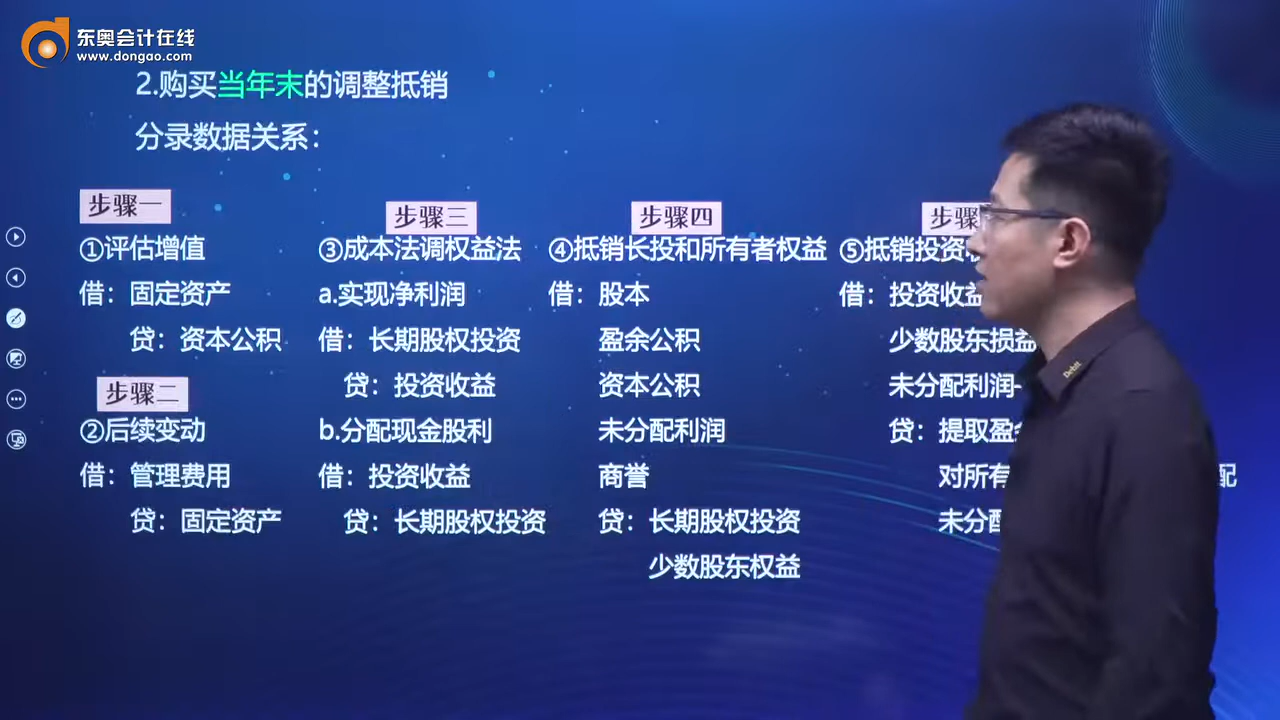 东奥会计在线
www.dongao.com
2.购买当年末的调整抵销
分录数据关系：
步骤一
①评估增值
借：固定资产
贷：资本公积
步骤二
②后续变动
借：管理费用
贷：固定资产
步骤三
③成本法调权益法
a.实现净利润
借：长期股权投资
贷：投资收益
b.分配现金股利
借：投资收益
贷：长期股权投资
步骤四
④抵销长投和所有者权益
借：股本
盈余公积
资本公积
未分配利润
商誉
贷：长期股权投资
少数股东权益
步骤
⑤抵销投资收
借：投资收益
少数股东损益
未分配利润-
贷：提取盈
对所有 配
未分配
Debit